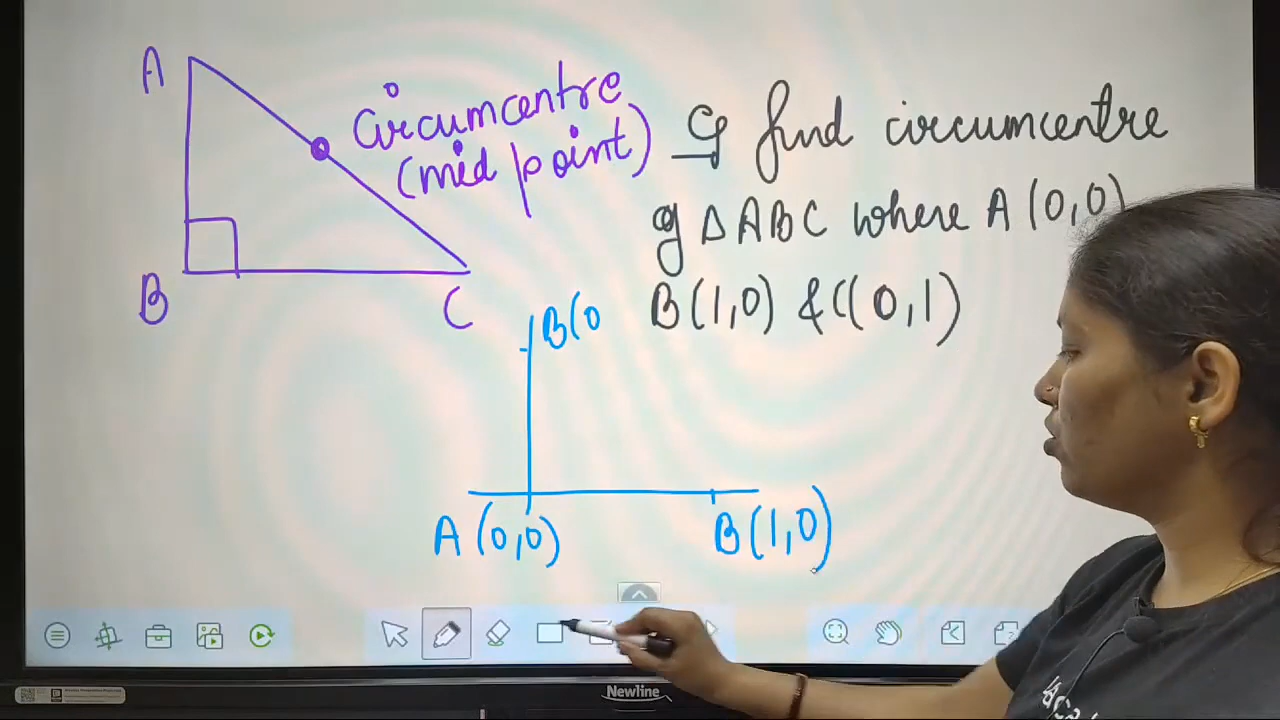 A
circumcentre
(mid point)
B
C
Q find circumcentre
of Δ ABC where A (0,0)
B(1,0) & C(0,1)
B(0
A (0,0)
B(1,0)
Newline